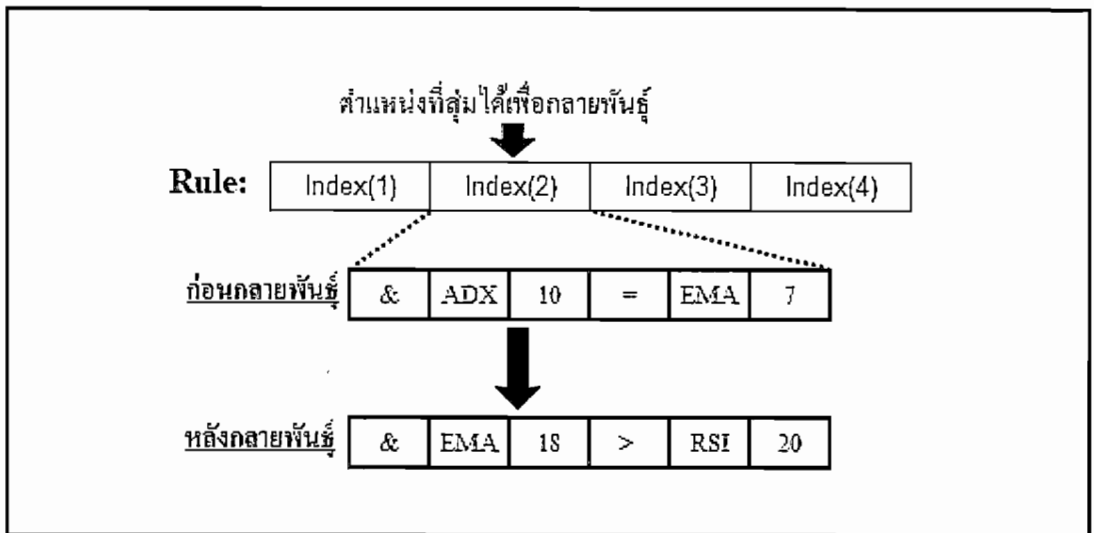 ตำแหน่งที่สุ่มได้เพื่อกลายพันธุ์
Rule: Index(1) Index(2) Index(3) Index(4)
ก่อนกลายพันธุ์ & ADX 10 = EMA 7
หลังกลายพันธุ์ & EMA 18 > RSI 20